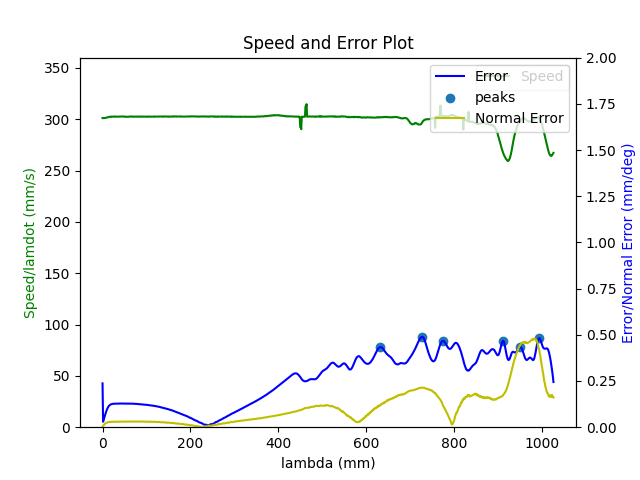 Speed and Error Plot
Error
Speed
peaks
Normal Error
Speed/lamdot (mm/s)
350
300
250
200
150
100
50
0
2.00
1.75
1.50
1.25
1.00
0.75
0.50
0.25
0.00
Error/Normal Error (mm/deg)
0
200
400
600
800
1000
lambda (mm)